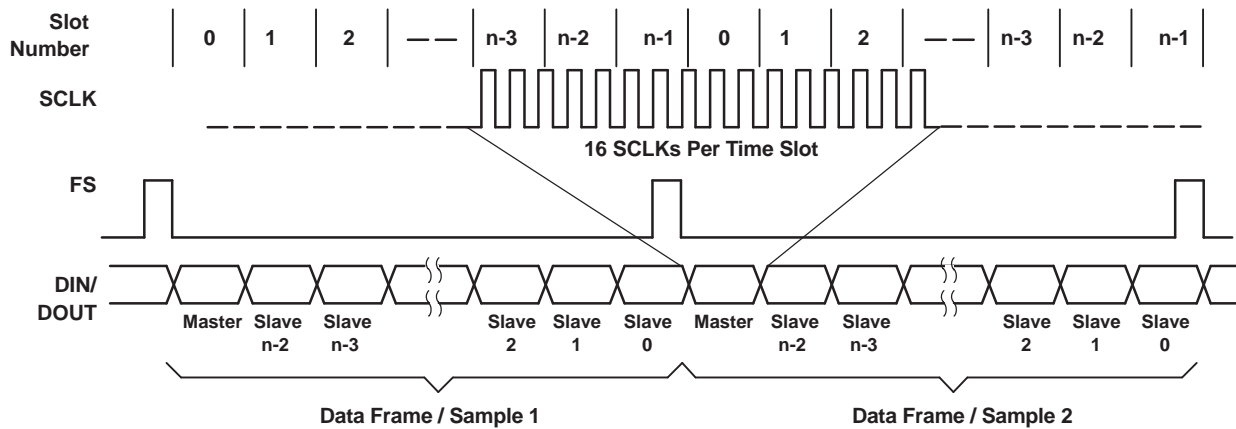 Slot Number 0 1 2 n-3 n-2 n-1 0 1 2 n-3 n-2 n-1
SCLK
16 SCLKs Per Time Slot
FS
DIN/
DOUT
Master Slave Slave Slave Slave Slave Master Slave Slave Slave Slave Slave
n-2 n-3 2 1 0 n-2 n-3 2 1 0
Data Frame / Sample 1 Data Frame / Sample 2